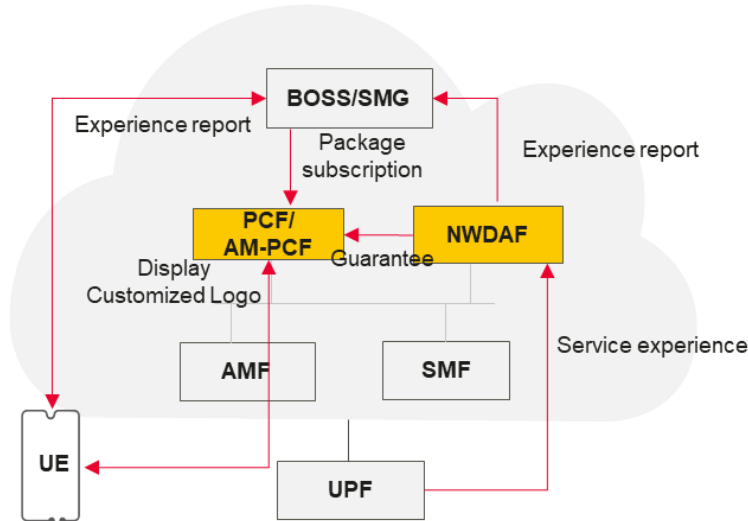 BOSS/SMG
Experience report
Package
subscription
Experience report
PCF/
AM-PCF
NWDAF
Guarantee
Display
Customized Logo
AMF
SMF
Service experience
UE
UPF